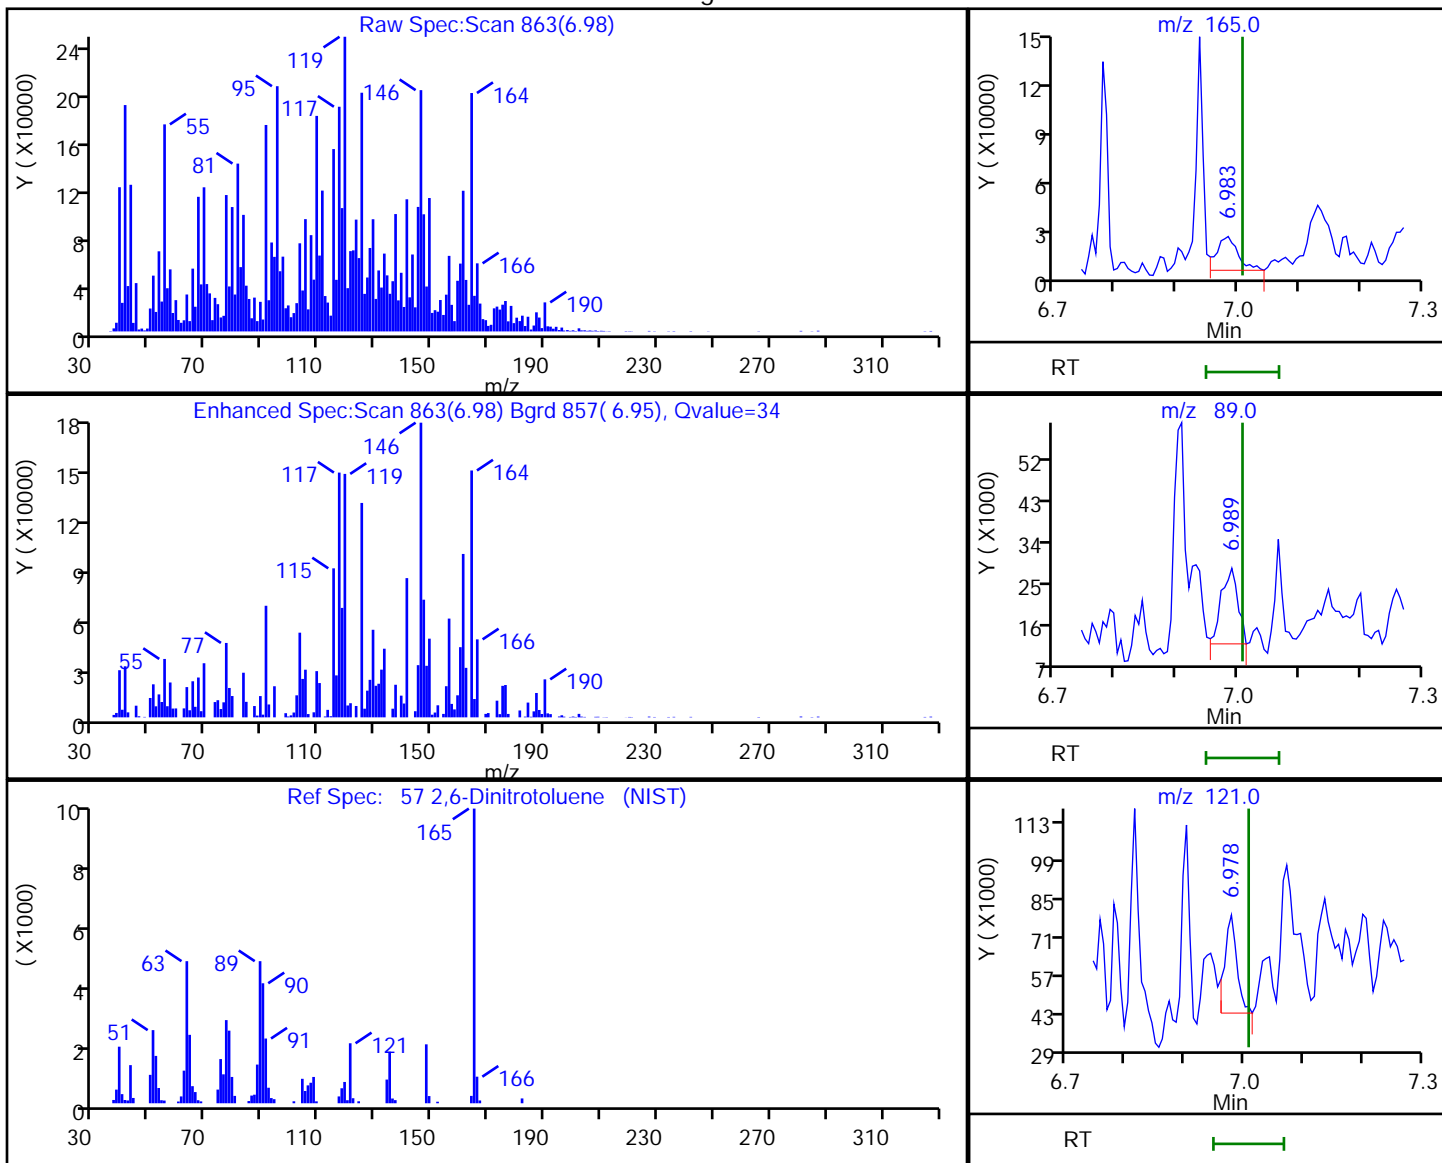 Raw Spec:Scan 863(6.98)
Y ( X10000)
24
20
16
12
8
4
0
119
95
117
146
164
55
81
166
190
30 70 110 150 190 230 270 310
m/z
m/z 165.0
Y ( X10000)
15
12
9
6
3
0
6.983
6.7 7.0 7.3
Min
RT
Enhanced Spec:Scan 863(6.98) Bgrd 857( 6.95), Qvalue=34
Y ( X10000)
18
15
12
9
6
3
0
146
117
119
164
115
77
55
166
190
30 70 110 150 190 230 270 310
m/z
m/z 89.0
Y ( X1000)
52
43
34
25
16
7
6.989
6.7 7.0 7.3
Min
RT
Ref Spec: 57 2,6-Dinitrotoluene (NIST)
( X1000)
10
8
6
4
2
0
165
63
89
90
51
91
121
166
30 70 110 150 190 230 270 310
m/z 121.0
Y ( X1000)
113
99
85
71
57
43
29
6.978
6.7 7.0 7.3
Min
RT